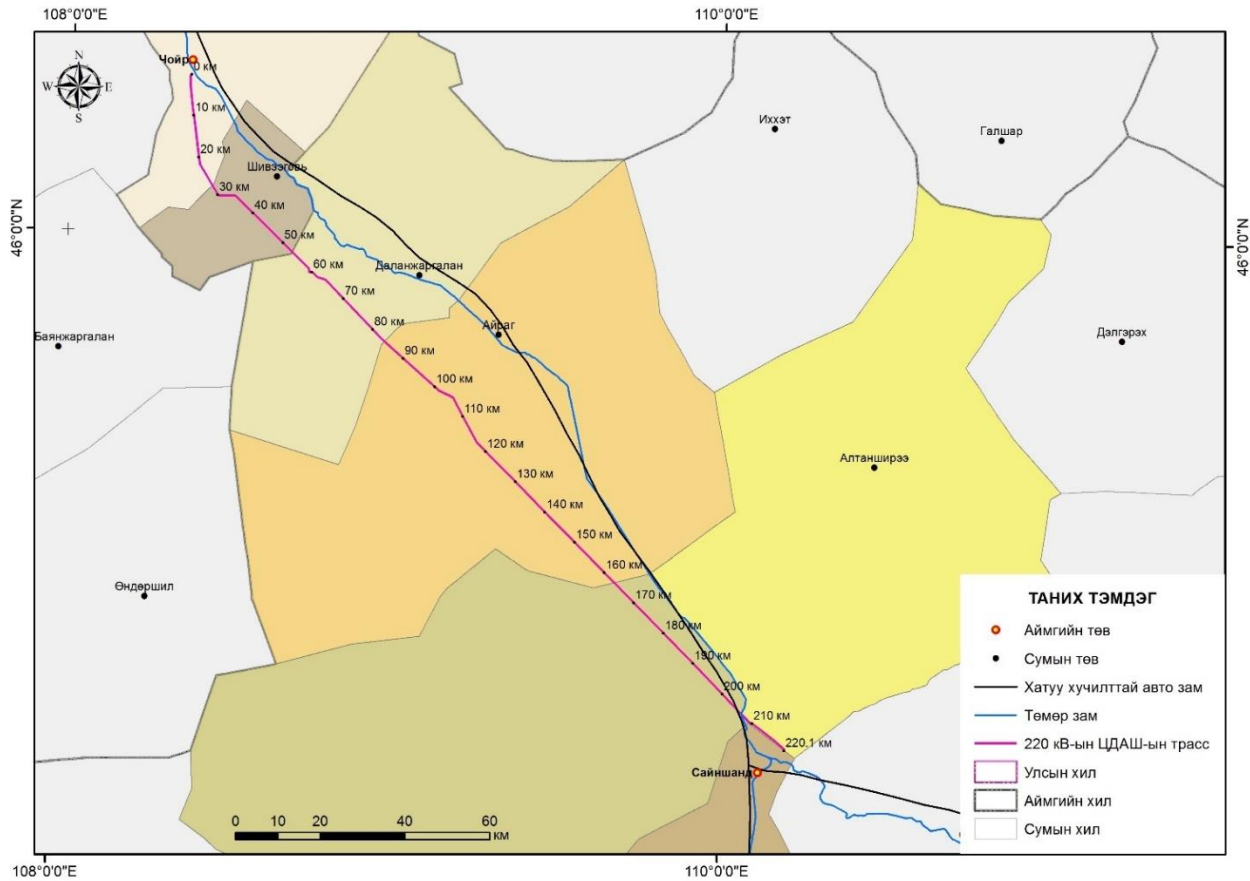 108°0'0"E
110°0'0"E
N
W
E
S
Чойр
0 км
10 км
20 км
Шивээговь
30 км
40 км
50 км
60 км
70 км
80 км
90 км
100 км
110 км
120 км
130 км
140 км
150 км
160 км
170 км
180 км
190 км
200 км
210 км
220.1 км
Иххэт
Галшар
46°0'0"N
46°0'0"N
Даланжаргалан
Айраг
Баянжаргалан
Дэлгэрэх
Алтанширээ
Өндөршил
Сайншанд
ТАНИХ ТЭМДЭГ
Аймгийн төв
Сумын төв
Хатуу хучилттай авто зам
Төмөр зам
220 кВ-ын ЦДАШ-ын трасс
Улсын хил
Аймгийн хил
Сумын хил
0 10 20 40 60
км
108°0'0"E
110°0'0"E